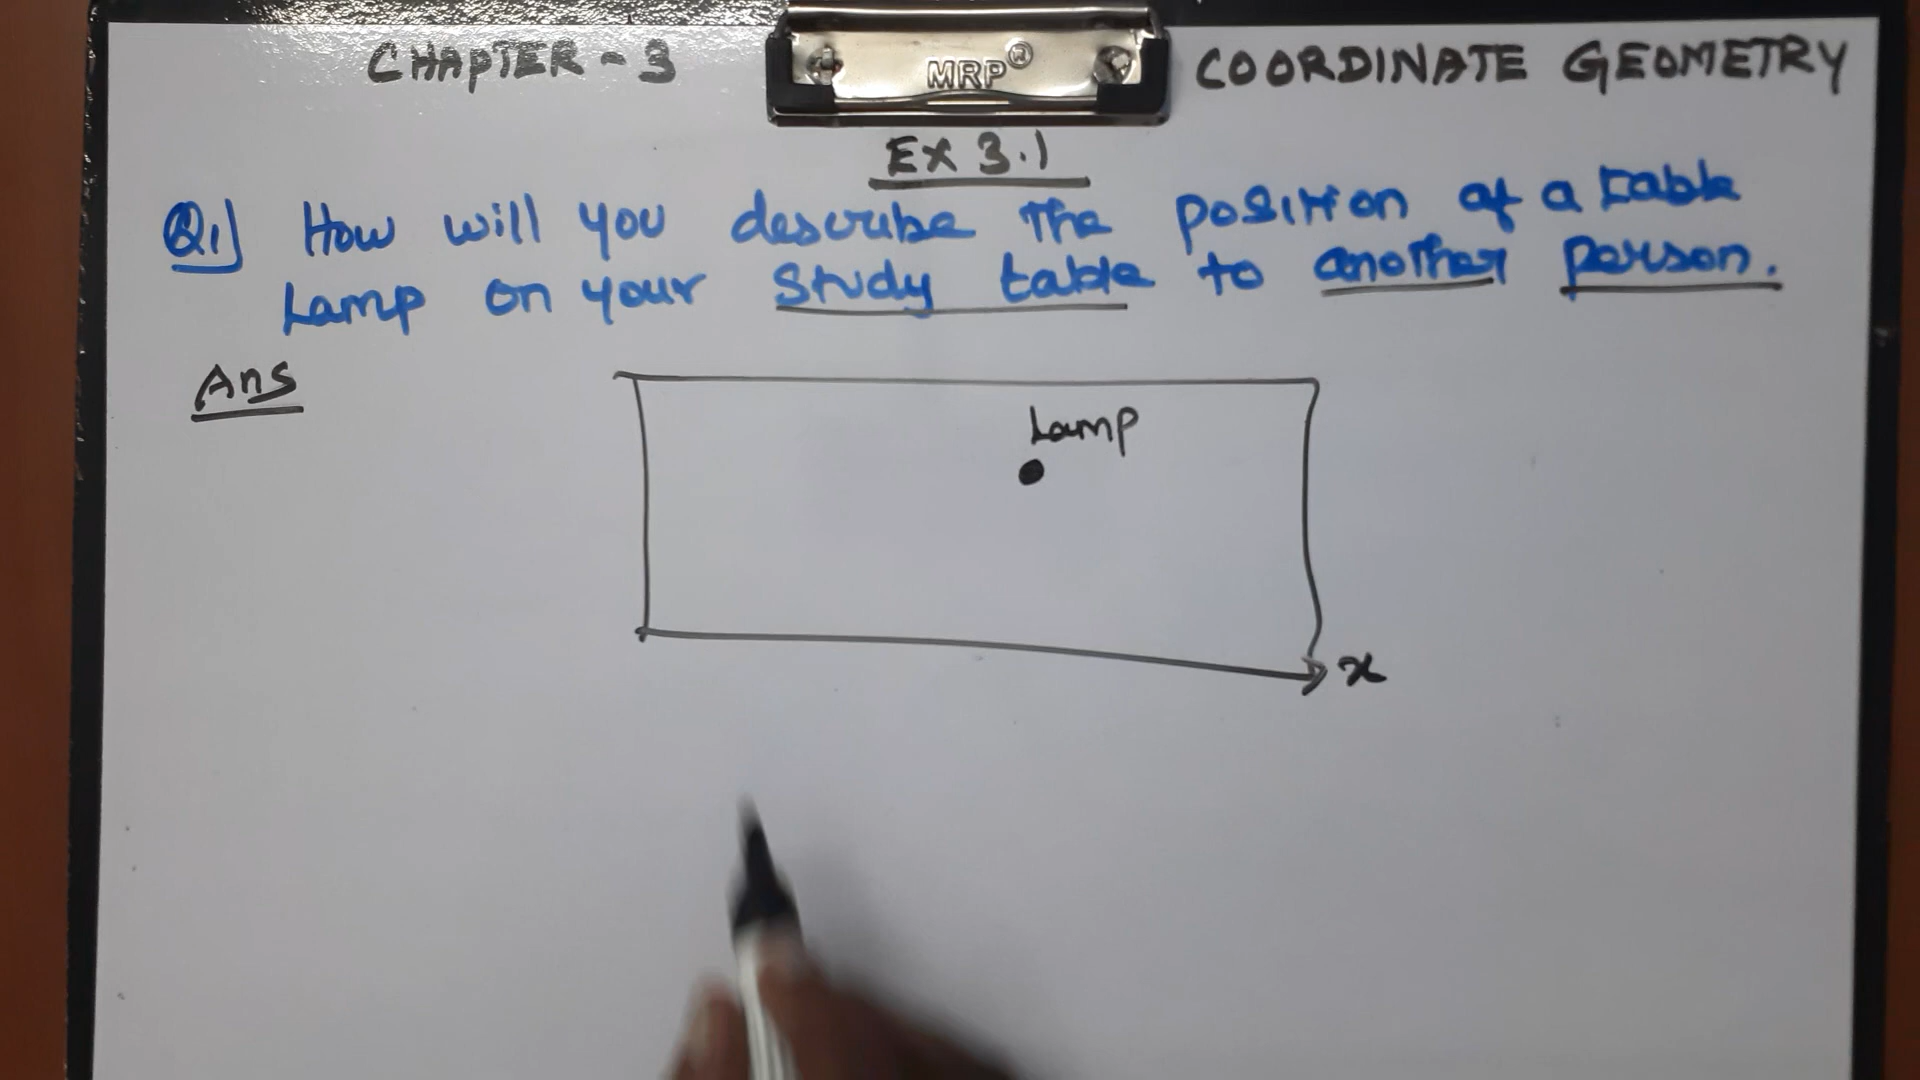 CHAPTER - 3
MRP®
COORDINATE GEOMETRY
EX 3.1
Q1) How will you describe the position of a table
Lamp on your study table to another person.
Ans
Lamp
x